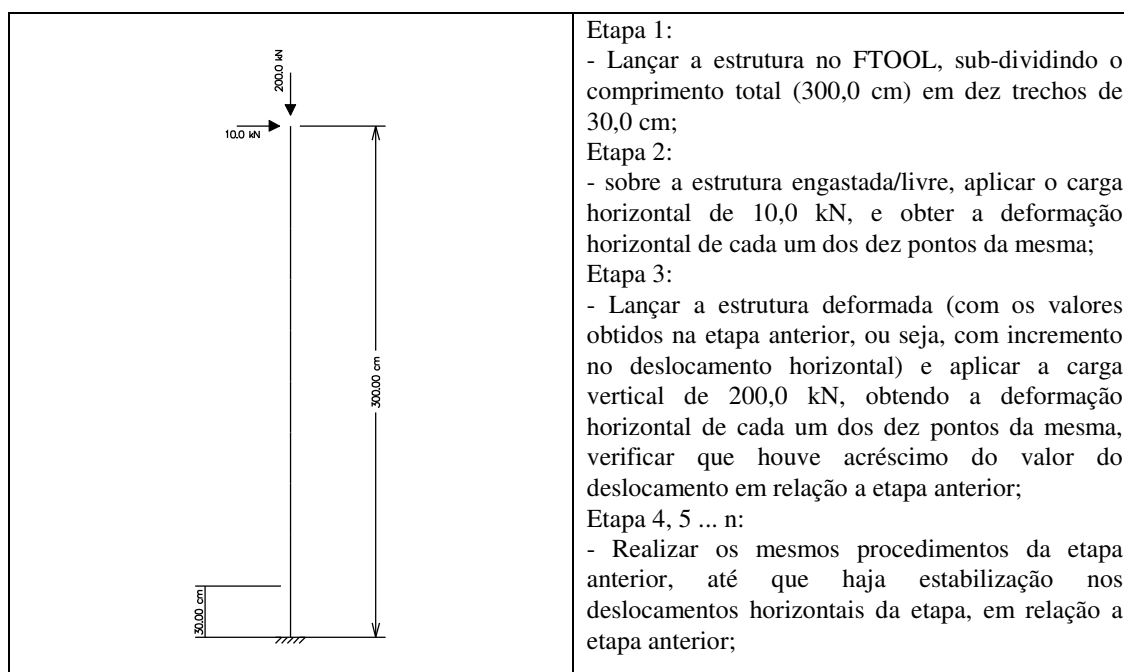 200.0 kN
10.0 kN
300.00 cm
30.00 cm
Etapa 1:
- Lançar a estrutura no FTOOL, sub-dividindo o
comprimento total (300,0 cm) em dez trechos de
30,0 cm;
Etapa 2:
- sobre a estrutura engastada/livre, aplicar o carga
horizontal de 10,0 kN, e obter a deformação
horizontal de cada um dos dez pontos da mesma;
Etapa 3:
- Lançar a estrutura deformada (com os valores
obtidos na etapa anterior, ou seja, com incremento
no deslocamento horizontal) e aplicar a carga
vertical de 200,0 kN, obtendo a deformação
horizontal de cada um dos dez pontos da mesma,
verificar que houve acréscimo do valor do
deslocamento em relação a etapa anterior;
Etapa 4, 5 ... n:
- Realizar os mesmos procedimentos da etapa
anterior, até que haja estabilização nos
deslocamentos horizontais da etapa, em relação a
etapa anterior;